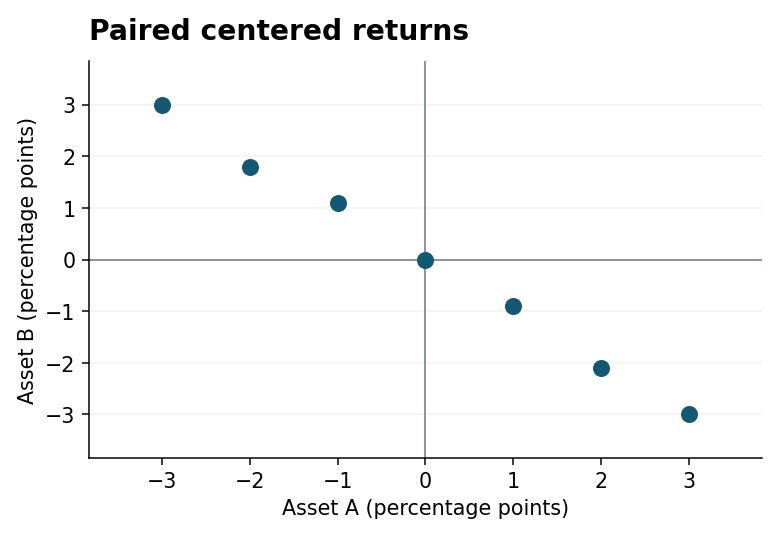 Paired centered returns
Asset B (percentage points)
3
2
1
0
−1
−2
−3
−3 −2 −1 0 1 2 3
Asset A (percentage points)